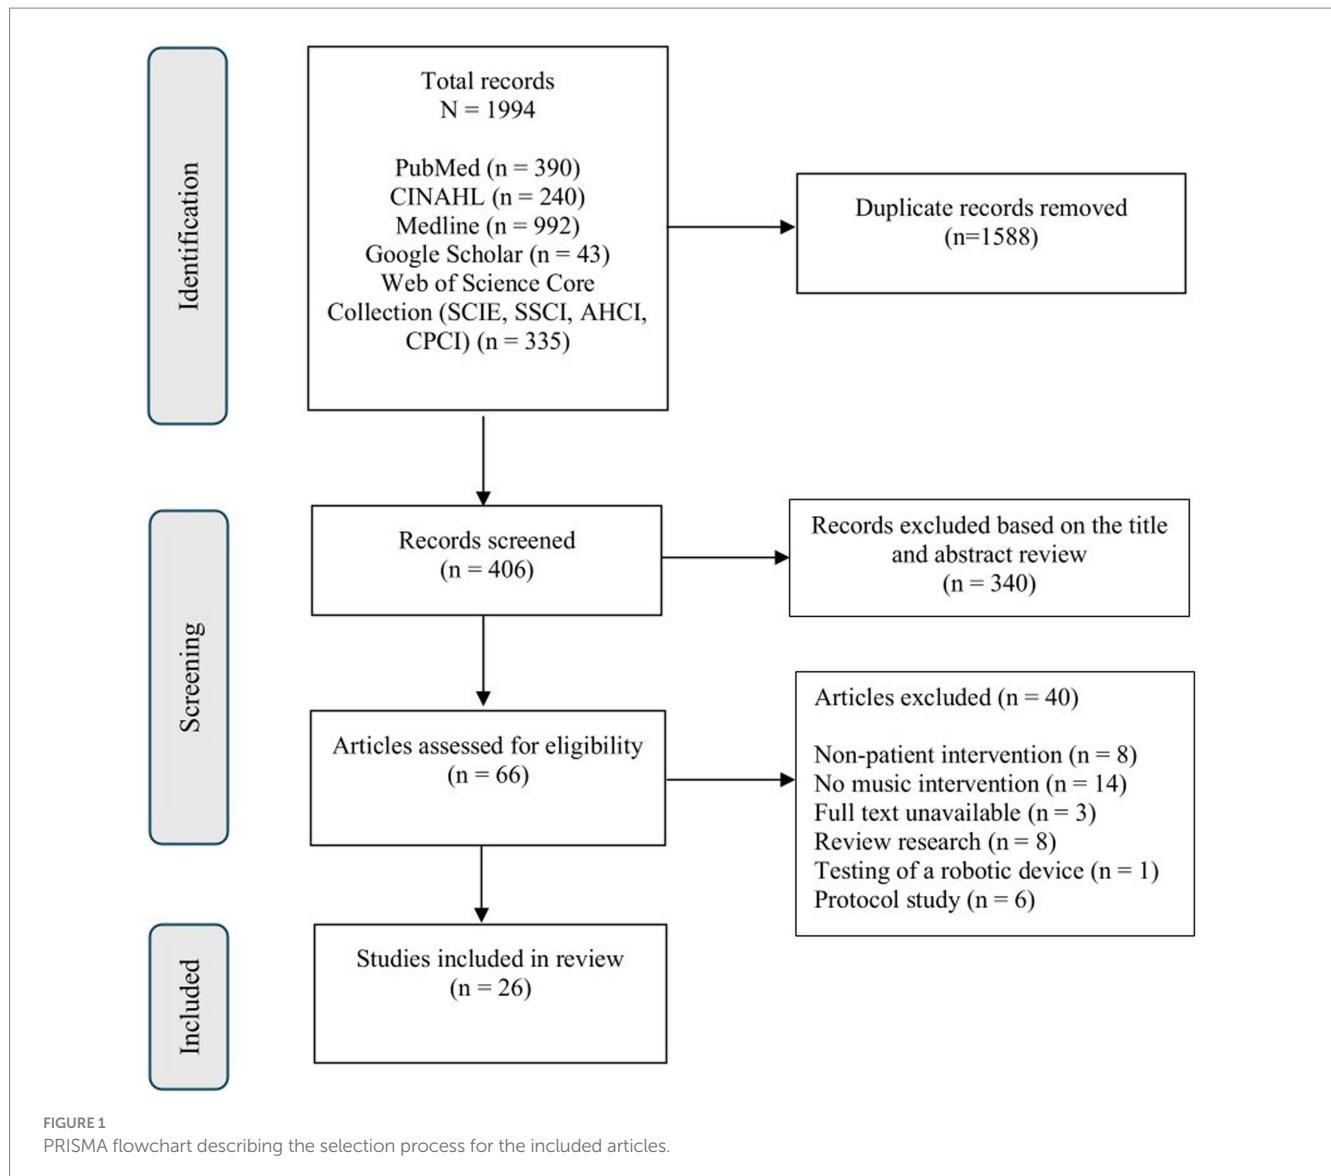 Identification
Total records
N = 1994
PubMed (n = 390)
CINAHL (n = 240)
Medline (n = 992)
Google Scholar (n = 43)
Web of Science Core
Collection (SCIE, SSCI, AHCI,
CPCI) (n = 335)
Duplicate records removed
(n=1588)
Screening
Records screened
(n = 406)
Records excluded based on the title
and abstract review
(n = 340)
Articles assessed for eligibility
(n = 66)
Articles excluded (n = 40)
Non-patient intervention (n = 8)
No music intervention (n = 14)
Full text unavailable (n = 3)
Review research (n = 8)
Testing of a robotic device (n = 1)
Protocol study (n = 6)
Included
Studies included in review
(n = 26)
FIGURE 1
PRISMA flowchart describing the selection process for the included articles.